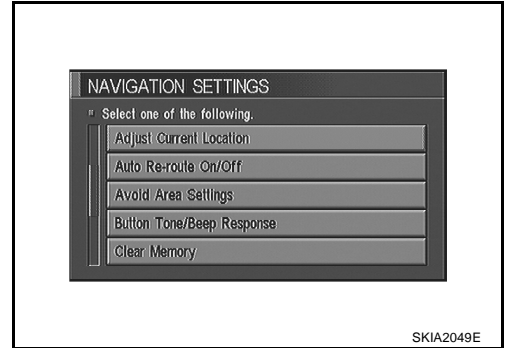 NAVIGATION SETTINGS
Select one of the following.
Adjust Current Location
Auto Re-route On/Off
Avoid Area Settings
Button Tone/Beep Response
Clear Memory
SKIA2049E